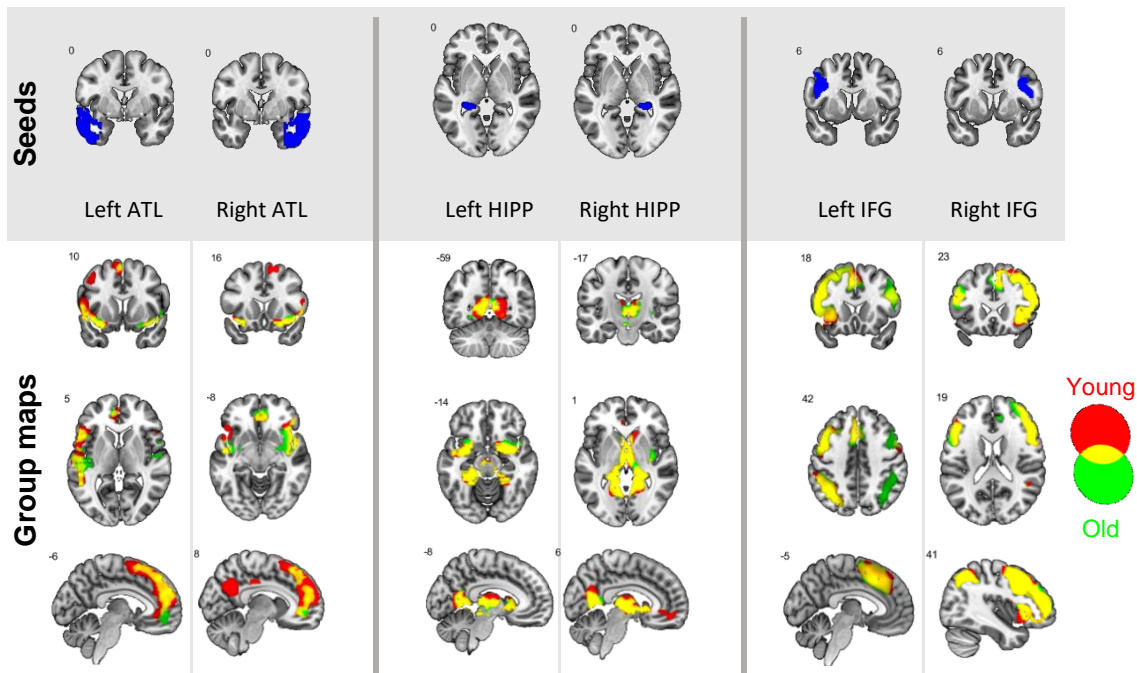 Seeds
0
0
0
0
6
6
Left ATL
Right ATL
Left HIPP
Right HIPP
Left IFG
Right IFG
Group maps
10
16
-59
-17
18
23
5
-8
-14
1
42
19
-6
8
-8
6
-5
41
Young
Old